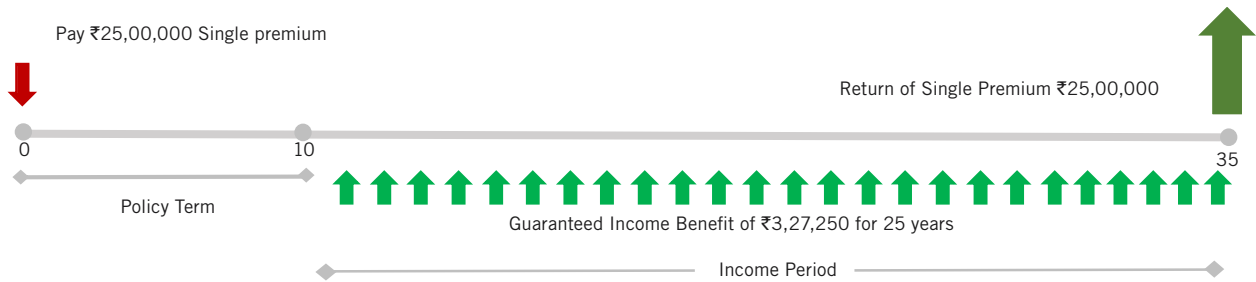 Pay ₹25,00,000 Single premium
Return of Single Premium ₹25,00,000
0
10
35
Policy Term
Guaranteed Income Benefit of ₹3,27,250 for 25 years
Income Period